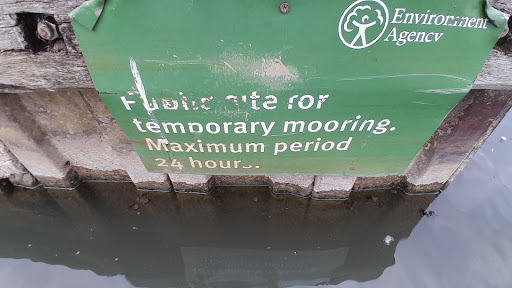 Environment
Agency
Public site for
temporary mooring.
Maximum period
24 hours.